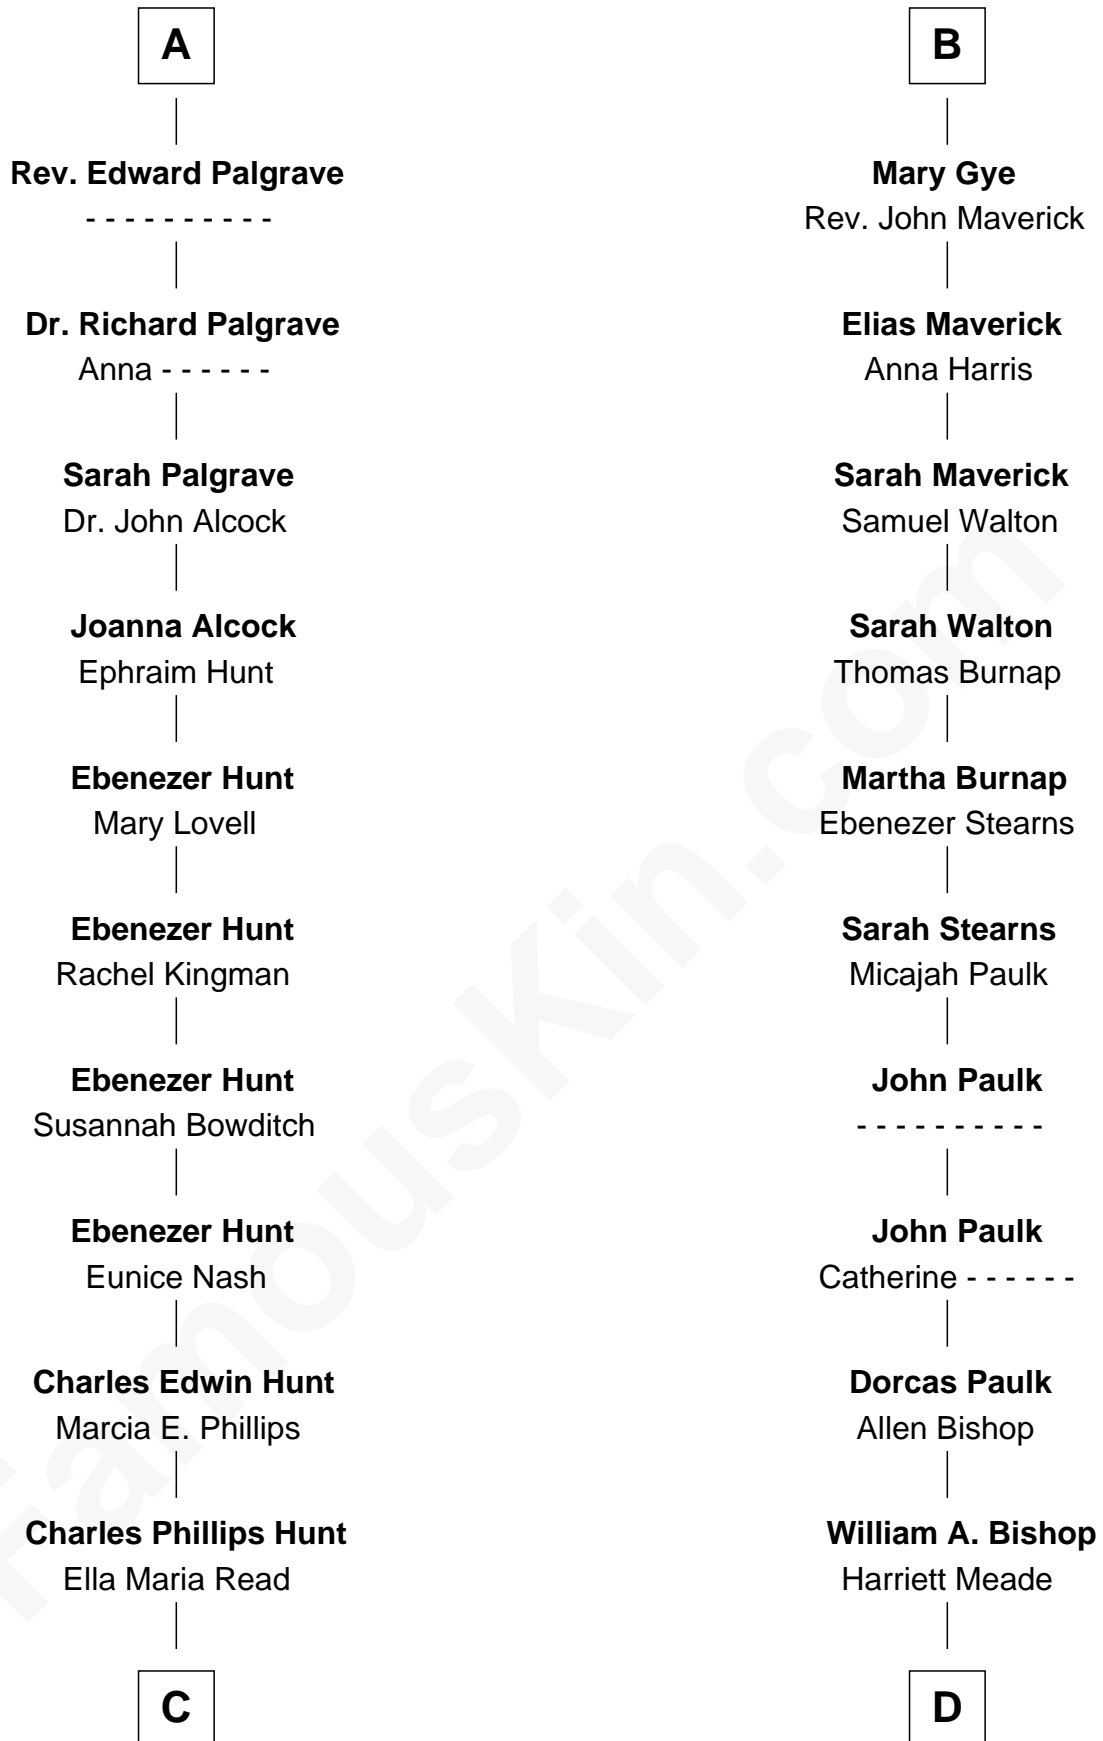 A
Rev. Edward Palgrave
- - - - - - - - - -
Dr. Richard Palgrave
Anna - - - - - -
Sarah Palgrave
Dr. John Alcock
Joanna Alcock
Ephraim Hunt
Ebenezer Hunt
Mary Lovell
Ebenezer Hunt
Rachel Kingman
Ebenezer Hunt
Susannah Bowditch
Ebenezer Hunt
Eunice Nash
Charles Edwin Hunt
Marcia E. Phillips
Charles Phillips Hunt
Ella Maria Read
C
B
Mary Gye
Rev. John Maverick
Elias Maverick
Anna Harris
Sarah Maverick
Samuel Walton
Sarah Walton
Thomas Burnap
Martha Burnap
Ebenezer Stearns
Sarah Stearns
Micajah Paulk
John Paulk
- - - - - - - - - -
John Paulk
Catherine - - - - - -
Dorcas Paulk
Allen Bishop
William A. Bishop
Harriett Meade
D
FamousKin.com